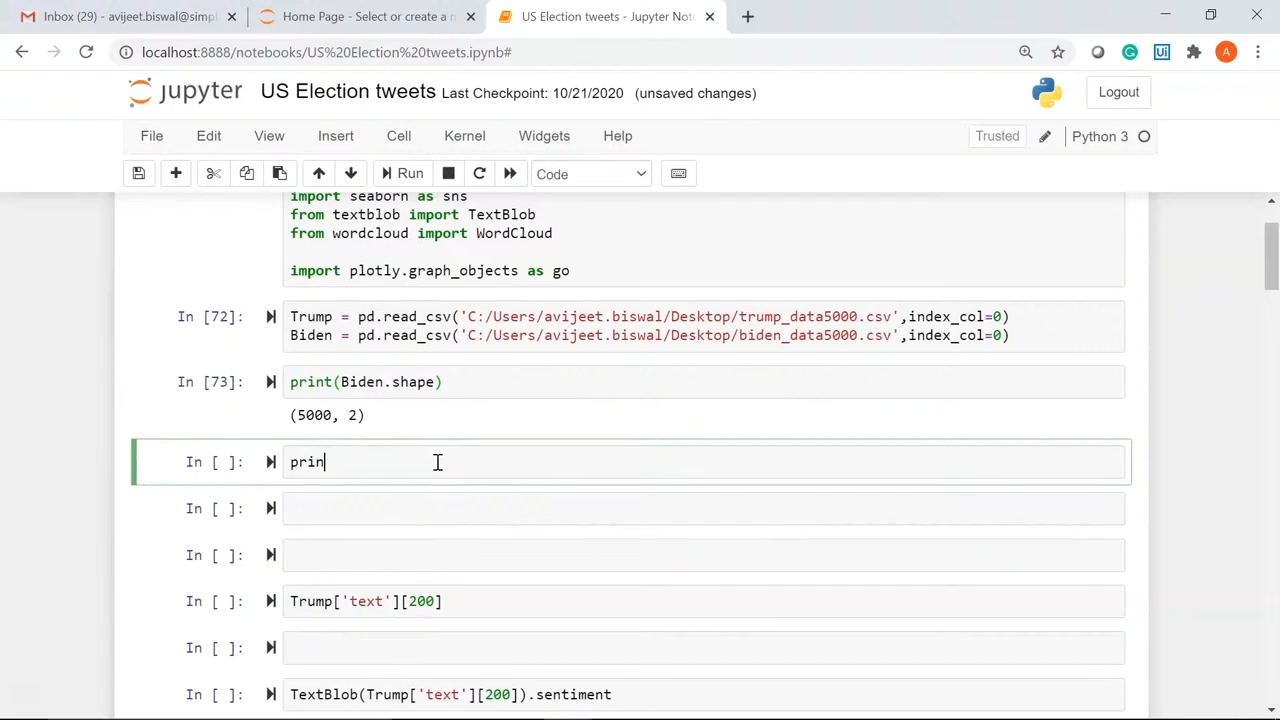 Inbox (29) - avijeet.biswal@simpl
Home Page - Select or create a n
US Election tweets - Jupyter Not
localhost:8888/notebooks/US%20Election%20tweets.ipynb#
A
jupyter US Election tweets Last Checkpoint: 10/21/2020 (unsaved changes)
Logout
File Edit View Insert Cell Kernel Widgets Help
Trusted
Python 3
Run
Code
import seaborn as sns
from textblob import TextBlob
from wordcloud import WordCloud
import plotly.graph_objects as go
In [72]: Trump = pd.read_csv('C:/Users/avijeet.biswal/Desktop/trump_data5000.csv',index_col=0)
Biden = pd.read_csv('C:/Users/avijeet.biswal/Desktop/biden_data5000.csv',index_col=0)
In [73]: print(Biden.shape)
(5000, 2)
In [ ]: prin
In [ ]:
In [ ]:
In [ ]: Trump['text'][200]
In [ ]:
In [ ]: TextBlob(Trump['text'][200]).sentiment